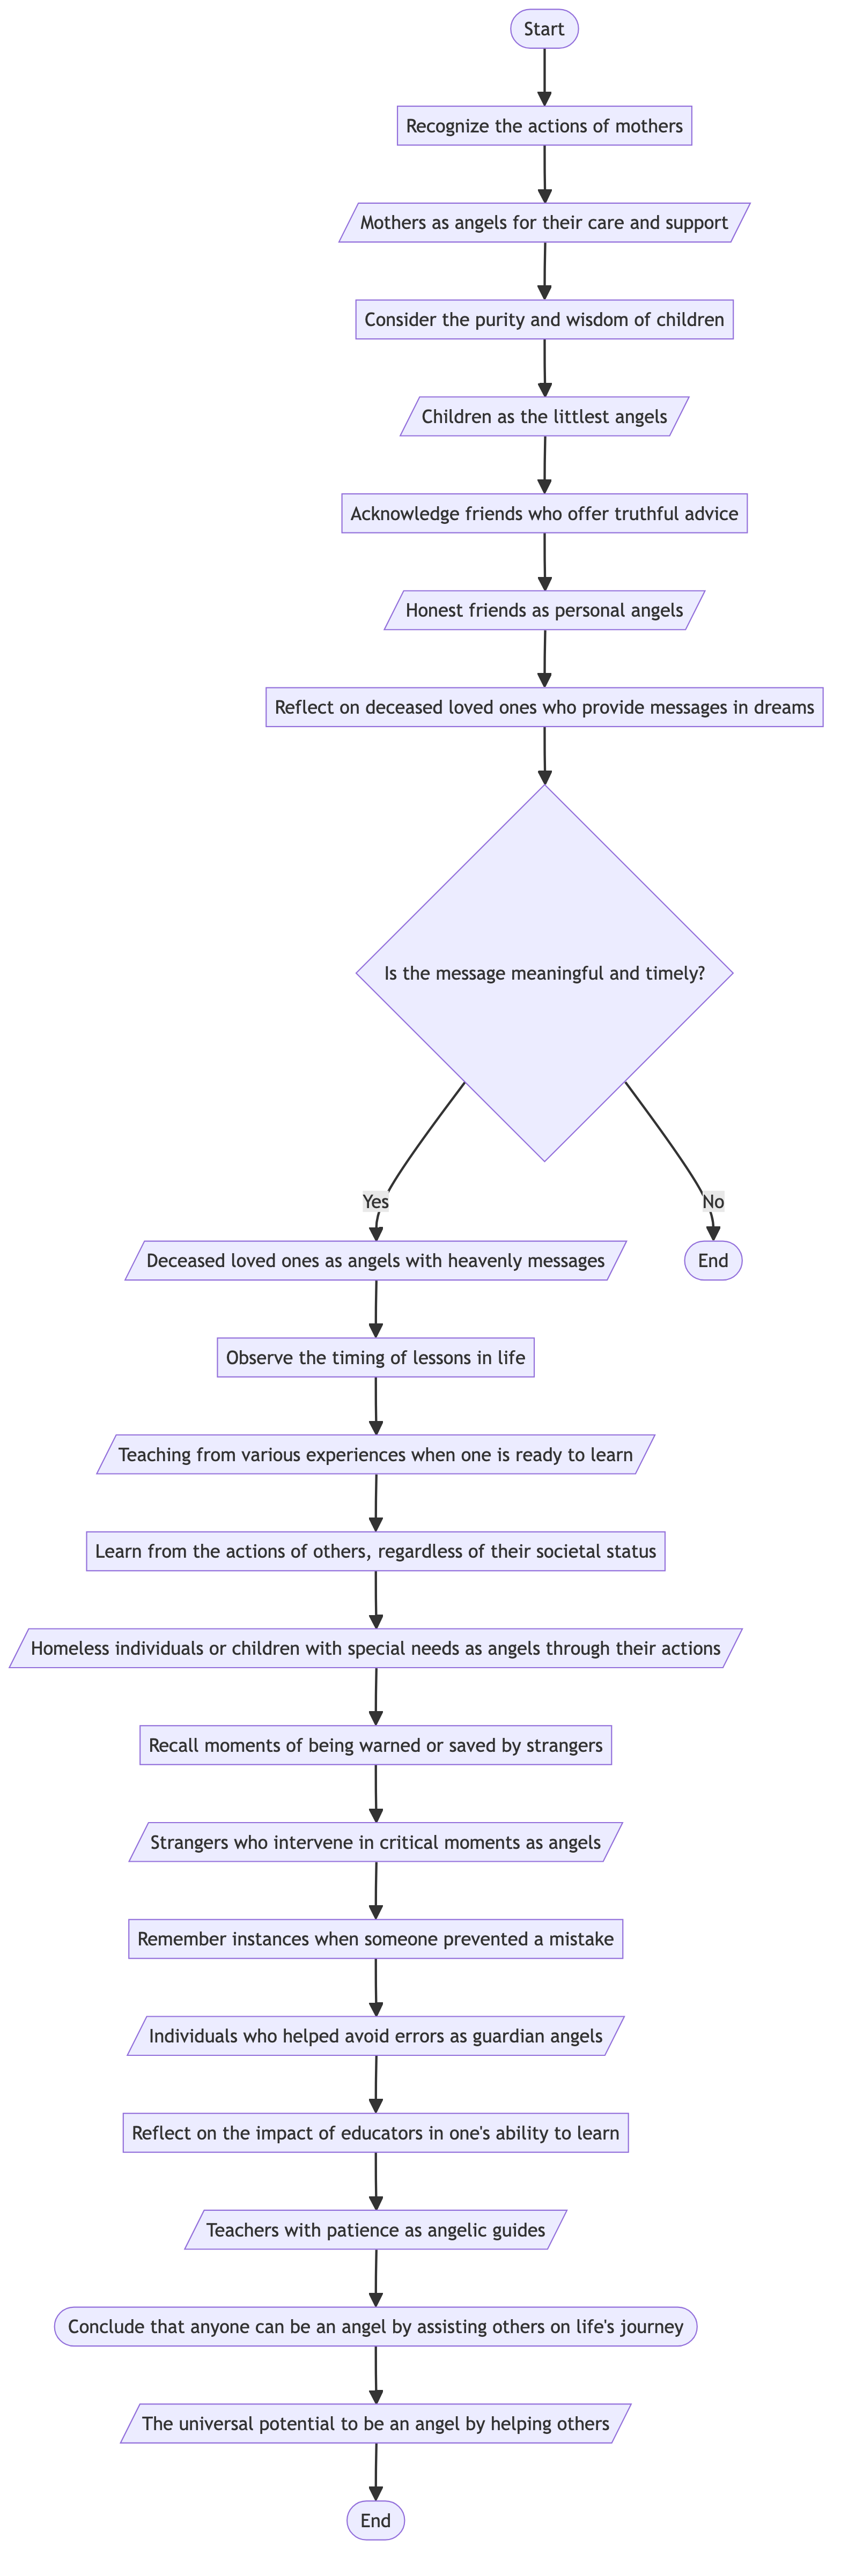 Start
Recognize the actions of mothers
Mothers as angels for their care and support
Consider the purity and wisdom of children
Children as the littlest angels
Acknowledge friends who offer truthful advice
Honest friends as personal angels
Reflect on deceased loved ones who provide messages in dreams
Is the message meaningful and timely?
Yes
No
Deceased loved ones as angels with heavenly messages
End
Observe the timing of lessons in life
Teaching from various experiences when one is ready to learn
Learn from the actions of others, regardless of their societal status
Homeless individuals or children with special needs as angels through their actions
Recall moments of being warned or saved by strangers
Strangers who intervene in critical moments as angels
Remember instances when someone prevented a mistake
Individuals who helped avoid errors as guardian angels
Reflect on the impact of educators in one's ability to learn
Teachers with patience as angelic guides
Conclude that anyone can be an angel by assisting others on life's journey
The universal potential to be an angel by helping others
End